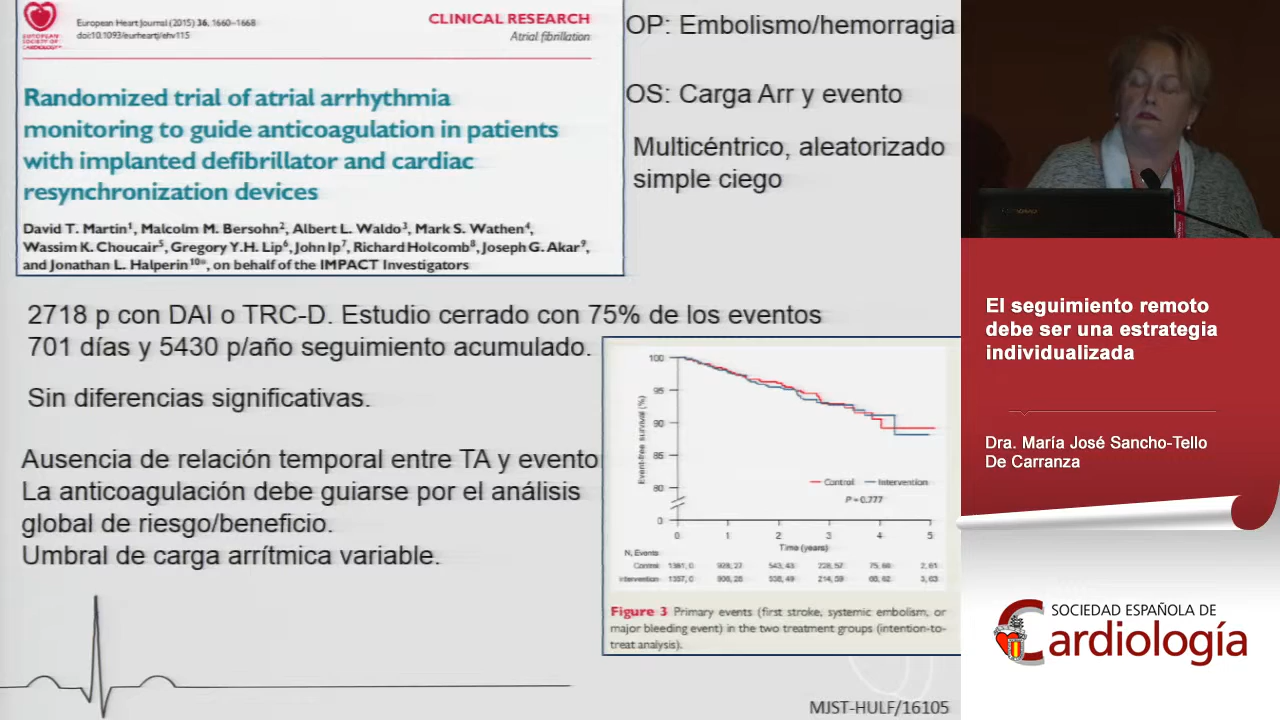 European Heart Journal (2015) 36, 1660–1668
doi:10.1093/eurheartj/ehv115
EUROPEAN
SOCIETY OF
CARDIOLOGY
CLINICAL RESEARCH
Atrial fibrillation
Randomized trial of atrial arrhythmia
monitoring to guide anticoagulation in patients
with implanted defibrillator and cardiac
resynchronization devices
David T. Martin1, Malcolm M. Bersohn2, Albert L. Waldo3, Mark S. Wathen4,
Wassim K. Choucair5, Gregory Y.H. Lip6, John Ip7, Richard Holcomb8, Joseph G. Akar9,
and Jonathan L. Halperin10*, on behalf of the IMPACT Investigators
OP: Embolismo/hemorragia
OS: Carga Arr y evento
Multicéntrico, aleatorizado
simple ciego
2718 p con DAI o TRC-D. Estudio cerrado con 75% de los eventos
701 días y 5430 p/año seguimiento acumulado.
Sin diferencias significativas.
Ausencia de relación temporal entre TA y evento
La anticoagulación debe guiarse por el análisis
global de riesgo/beneficio.
Umbral de carga arrítmica variable.
Event-free survival (%)
100
95
90
85
80
0
Control Intervention
P = 0.777
0 1 2 3 4 5
Time (years)
N, Events
Control
Intervention
Figure 3 Primary events (first stroke, systemic embolism, or
major bleeding event) in the two treatment groups (intention-to-
treat analysis).
MJST-HULF/16105
lenovo
El seguimiento remoto
debe ser una estrategia
individualizada
Dra. María José Sancho-Tello
De Carranza
SOCIEDAD ESPAÑOLA DE
Cardiología